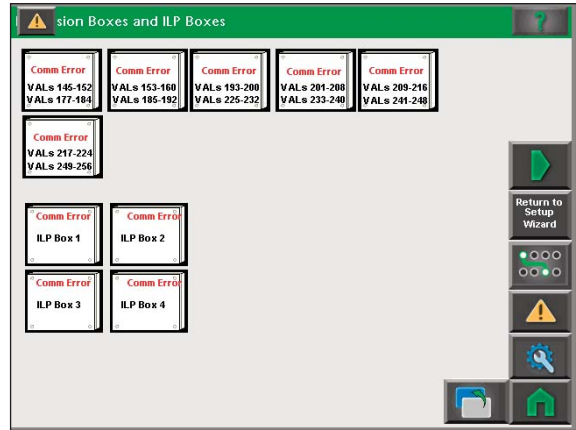 sion Boxes and ILP Boxes
?
Comm Error
VALs 145-152
VALs 177-184
Comm Error
VALs 153-160
VALs 185-192
Comm Error
VALs 193-200
VALs 225-232
Comm Error
VALs 201-208
VALs 233-240
Comm Error
VALs 209-216
VALs 241-248
Comm Error
VALs 217-224
VALs 249-256
Comm Error
ILP Box 1
Comm Error
ILP Box 2
Comm Error
ILP Box 3
Comm Error
ILP Box 4
Return to
Setup
Wizard